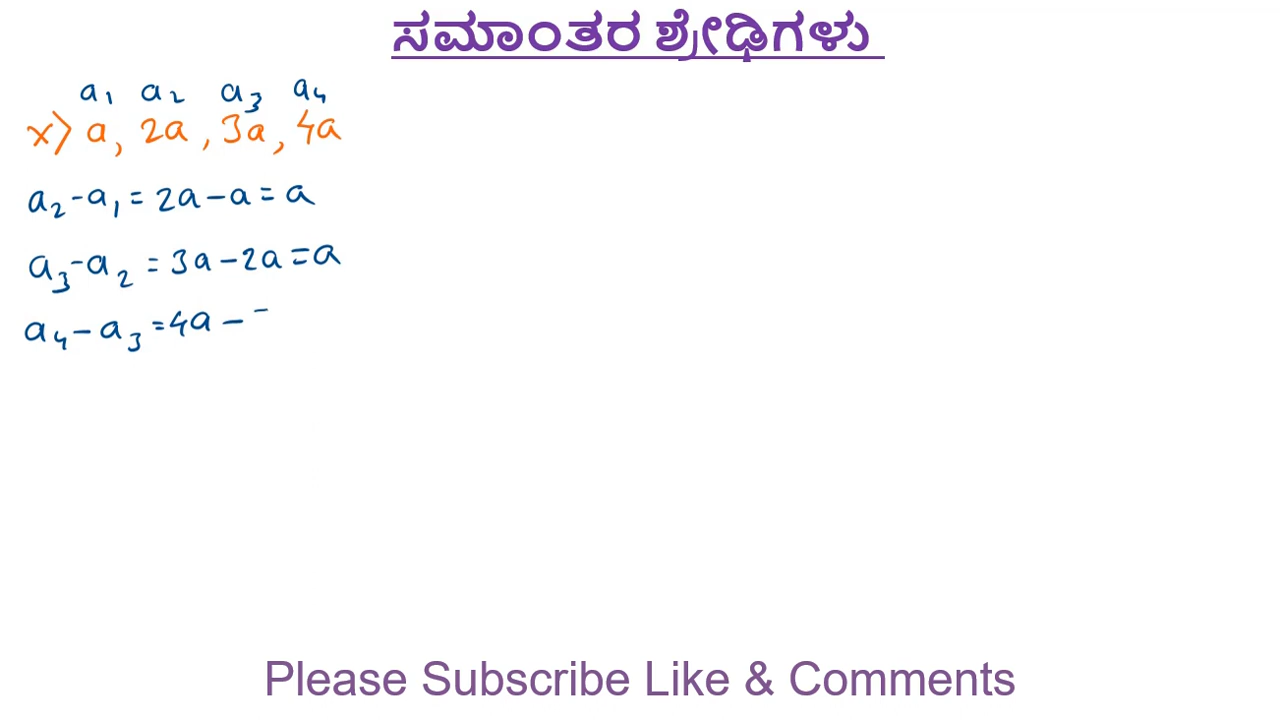 ಸಮಾಂತರ ಶ್ರೇಢಿಗಳು
a₁ a₂ a₃ a₄
x> a, 2a, 3a, 4a
a₂-a₁ = 2a-a = a
a₃-a₂ = 3a-2a = a
a₄-a₃ = 4a-
Please Subscribe Like & Comments